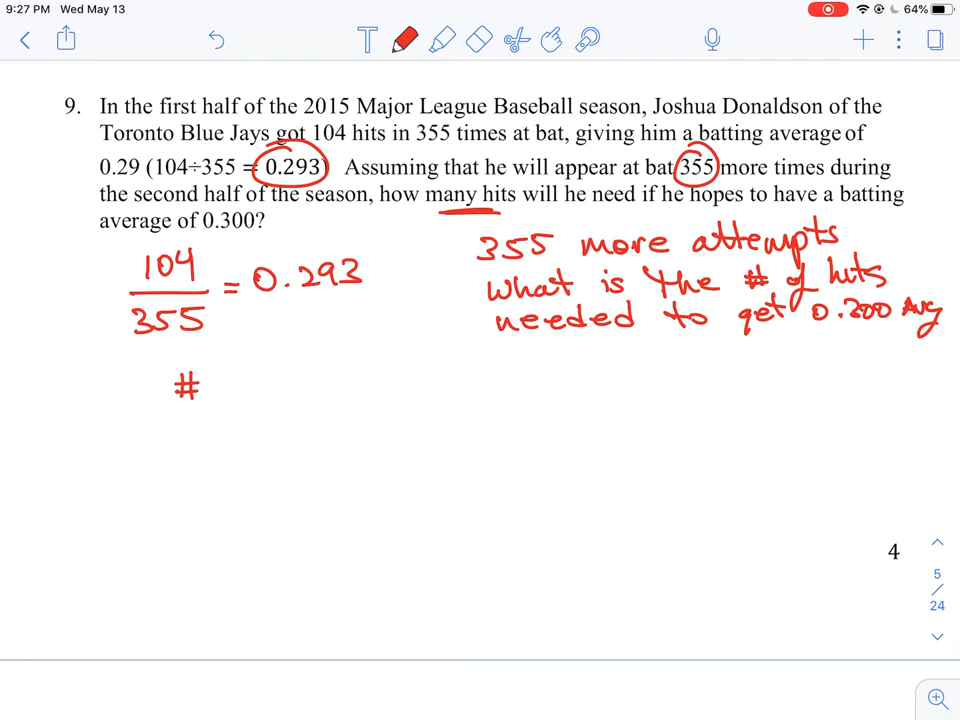 9:27 PM Wed May 13
64%
T
9. In the first half of the 2015 Major League Baseball season, Joshua Donaldson of the
Toronto Blue Jays got 104 hits in 355 times at bat, giving him a batting average of
0.29 (104÷355 = 0.293) Assuming that he will appear at bat 355 more times during
the second half of the season, how many hits will he need if he hopes to have a batting
average of 0.300?
104
355
= 0.293
355 more attempts
what is the # of hits
needed to get 0.300 Avg
#
4
5
/
24